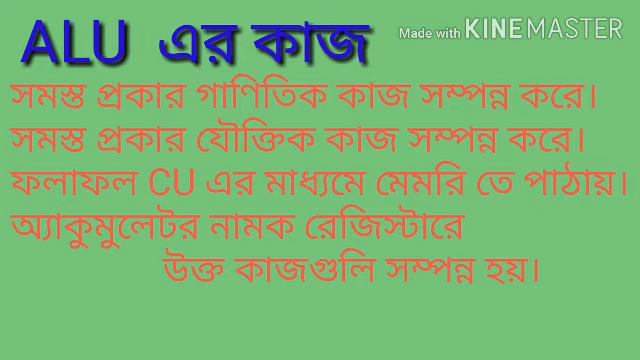 ALU এর কাজ
Made with KINEMASTER
সমস্ত প্রকার গাণিতিক কাজ সম্পন্ন করে।
সমস্ত প্রকার যৌক্তিক কাজ সম্পন্ন করে।
ফলাফল CU এর মাধ্যমে মেমরি তে পাঠায়।
অ্যাকুমুলেটর নামক রেজিস্টারে
উক্ত কাজগুলি সম্পন্ন হয়।